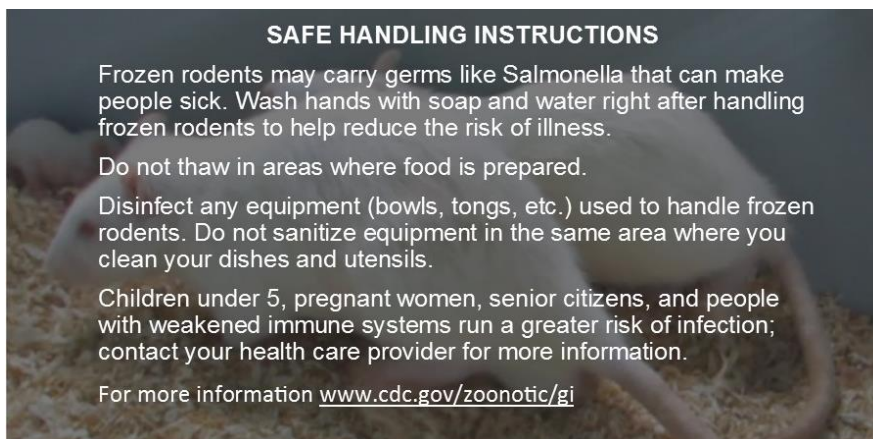 SAFE HANDLING INSTRUCTIONS
Frozen rodents may carry germs like Salmonella that can make
people sick. Wash hands with soap and water right after handling
frozen rodents to help reduce the risk of illness.
Do not thaw in areas where food is prepared.
Disinfect any equipment (bowls, tongs, etc.) used to handle frozen
rodents. Do not sanitize equipment in the same area where you
clean your dishes and utensils.
Children under 5, pregnant women, senior citizens, and people
with weakened immune systems run a greater risk of infection;
contact your health care provider for more information.
For more information www.cdc.gov/zoonotic/gi